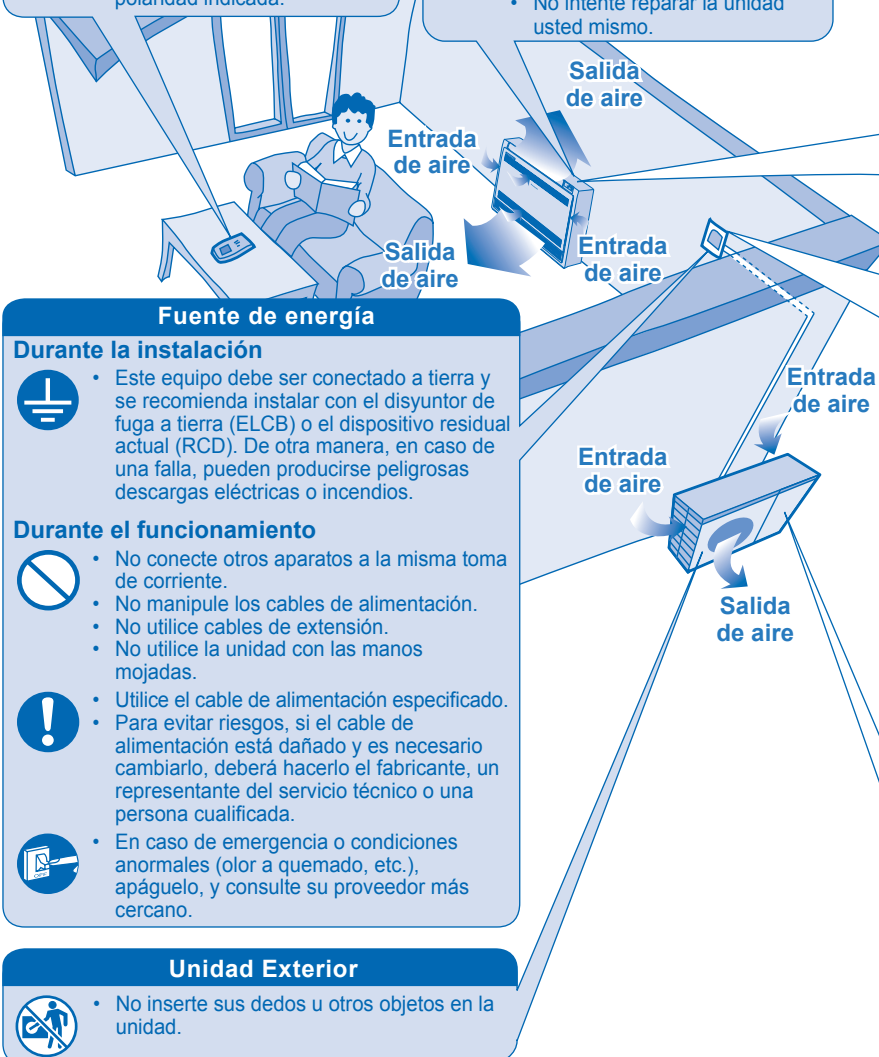 polaridad indicada.
• No intente reparar la unidad
usted mismo.
Salida
de aire
Entrada
de aire
Salida
de aire
Entrada
de aire
Entrada
de aire
Entrada
de aire
Salida
de aire
Fuente de energía
Durante la instalación
• Este equipo debe ser conectado a tierra y
se recomienda instalar con el disyuntor de
fuga a tierra (ELCB) o el dispositivo residual
actual (RCD). De otra manera, en caso de
una falla, pueden producirse peligrosas
descargas eléctricas o incendios.
Durante el funcionamiento
• No conecte otros aparatos a la misma toma
de corriente.
• No manipule los cables de alimentación.
• No utilice cables de extensión.
• No utilice la unidad con las manos
mojadas.
• Utilice el cable de alimentación especificado.
• Para evitar riesgos, si el cable de
alimentación está dañado y es necesario
cambiarlo, deberá hacerlo el fabricante, un
representante del servicio técnico o una
persona cualificada.
• En caso de emergencia o condiciones
anormales (olor a quemado, etc.),
apáguelo, y consulte su proveedor más
cercano.
Unidad Exterior
• No inserte sus dedos u otros objetos en la
unidad.